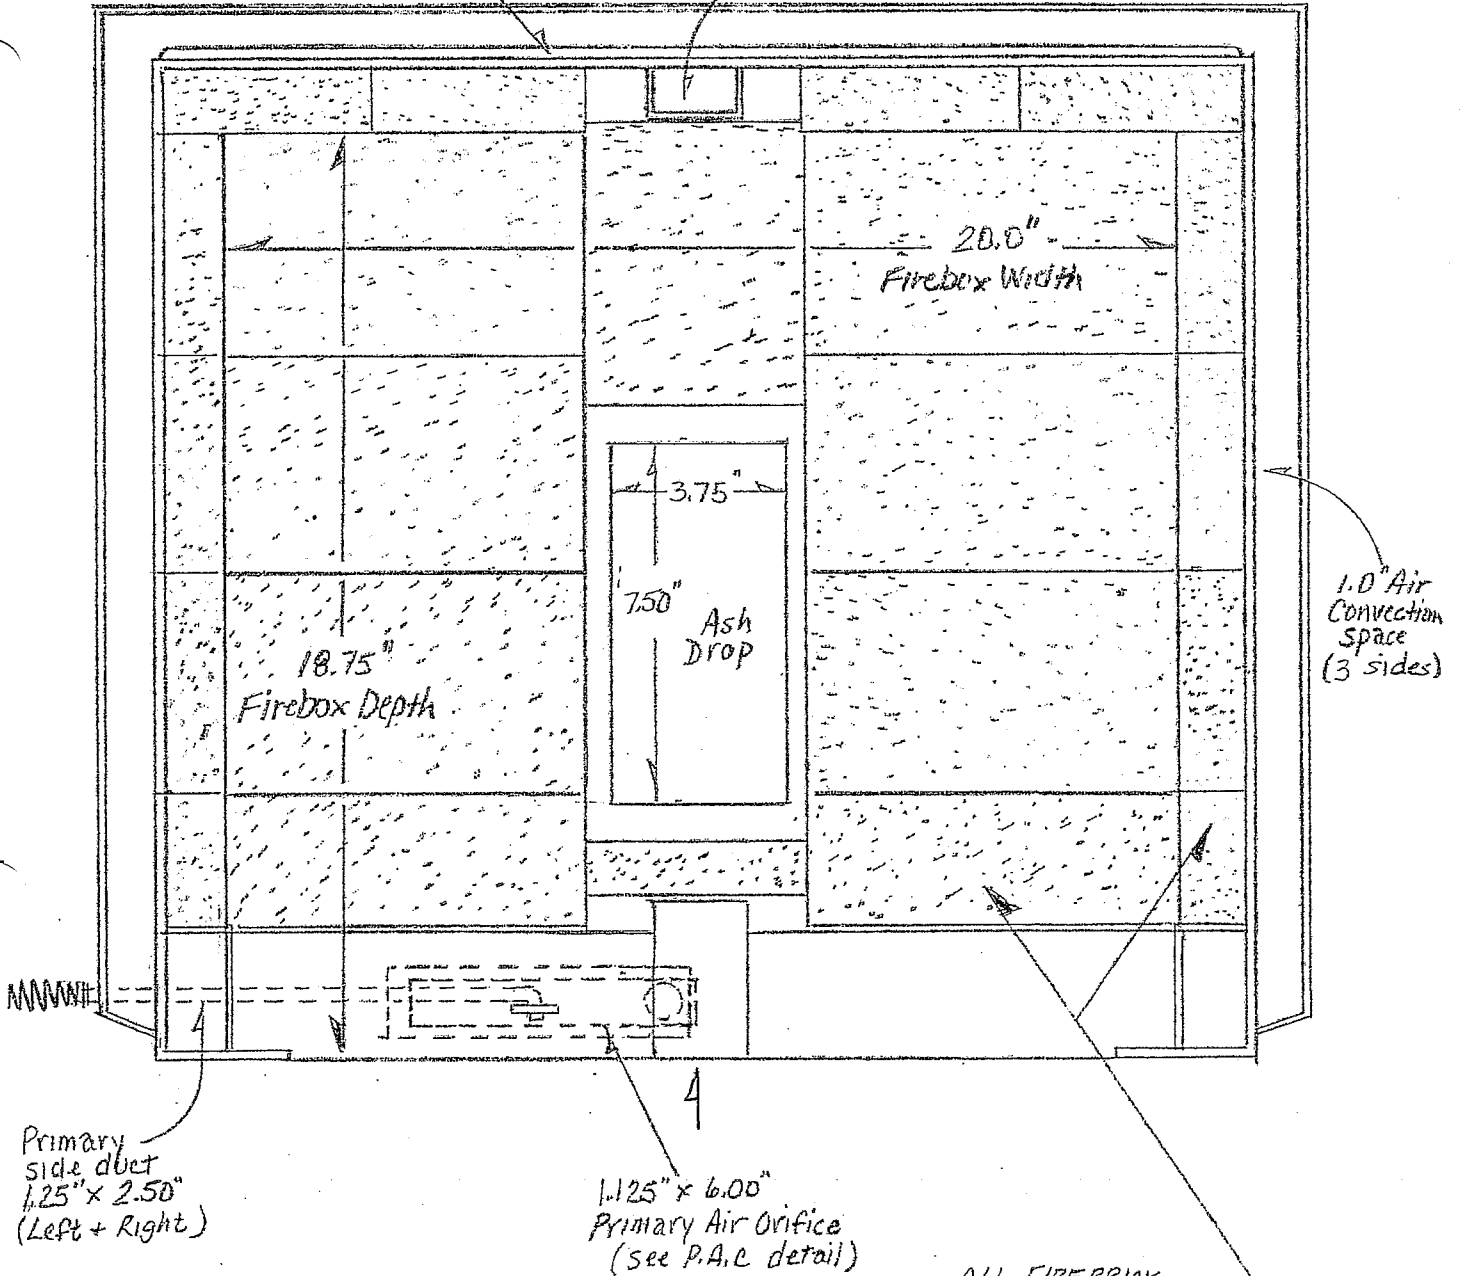 20.0"
Firebox Width
3.75"
7.50"
Ash
Drop
1.0" Air
Convection
space
(3 sides)
18.75"
Firebox Depth
Primary
side duct
1.25" x 2.50"
(Left + Right)
1.125" x 6.00"
Primary Air Orifice
(see P.A.C detail)
ALL FIREBRICK